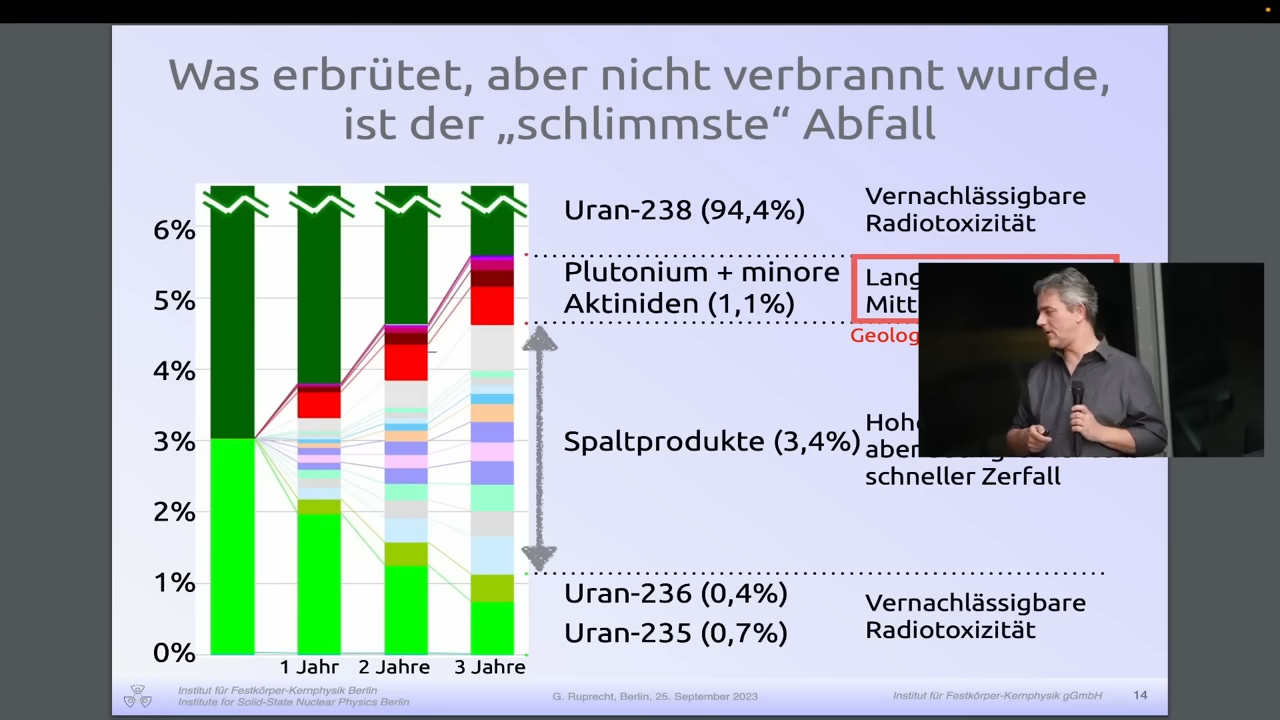 Was erbrütet, aber nicht verbrannt wurde,
ist der „schlimmste“ Abfall
6%
5%
4%
3%
2%
1%
0%
1 Jahr
2 Jahre
3 Jahre
Uran-238 (94,4%)
Vernachlässigbare
Radiotoxizität
Plutonium + minore
Aktiniden (1,1%)
Spaltprodukte (3,4%)
aber
schneller Zerfall
Uran-236 (0,4%)
Uran-235 (0,7%)
Vernachlässigbare
Radiotoxizität
Institut für Festkörper-Kernphysik Berlin
Institute for Solid-State Nuclear Physics Berlin
G. Ruprecht, Berlin, 25. September 2023
Institut für Festkörper-Kernphysik gGmbH
14